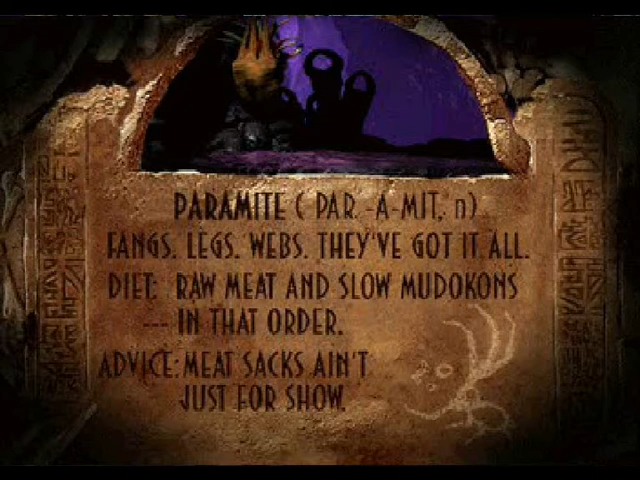 PARAMITE ( PAR. -A-MIT, n)
FANGS. LEGS. WEBS. THEY'VE GOT IT ALL.
DIET: RAW MEAT AND SLOW MUDOKONS
--- IN THAT ORDER.
ADVICE: MEAT SACKS AIN'T
JUST FOR SHOW.